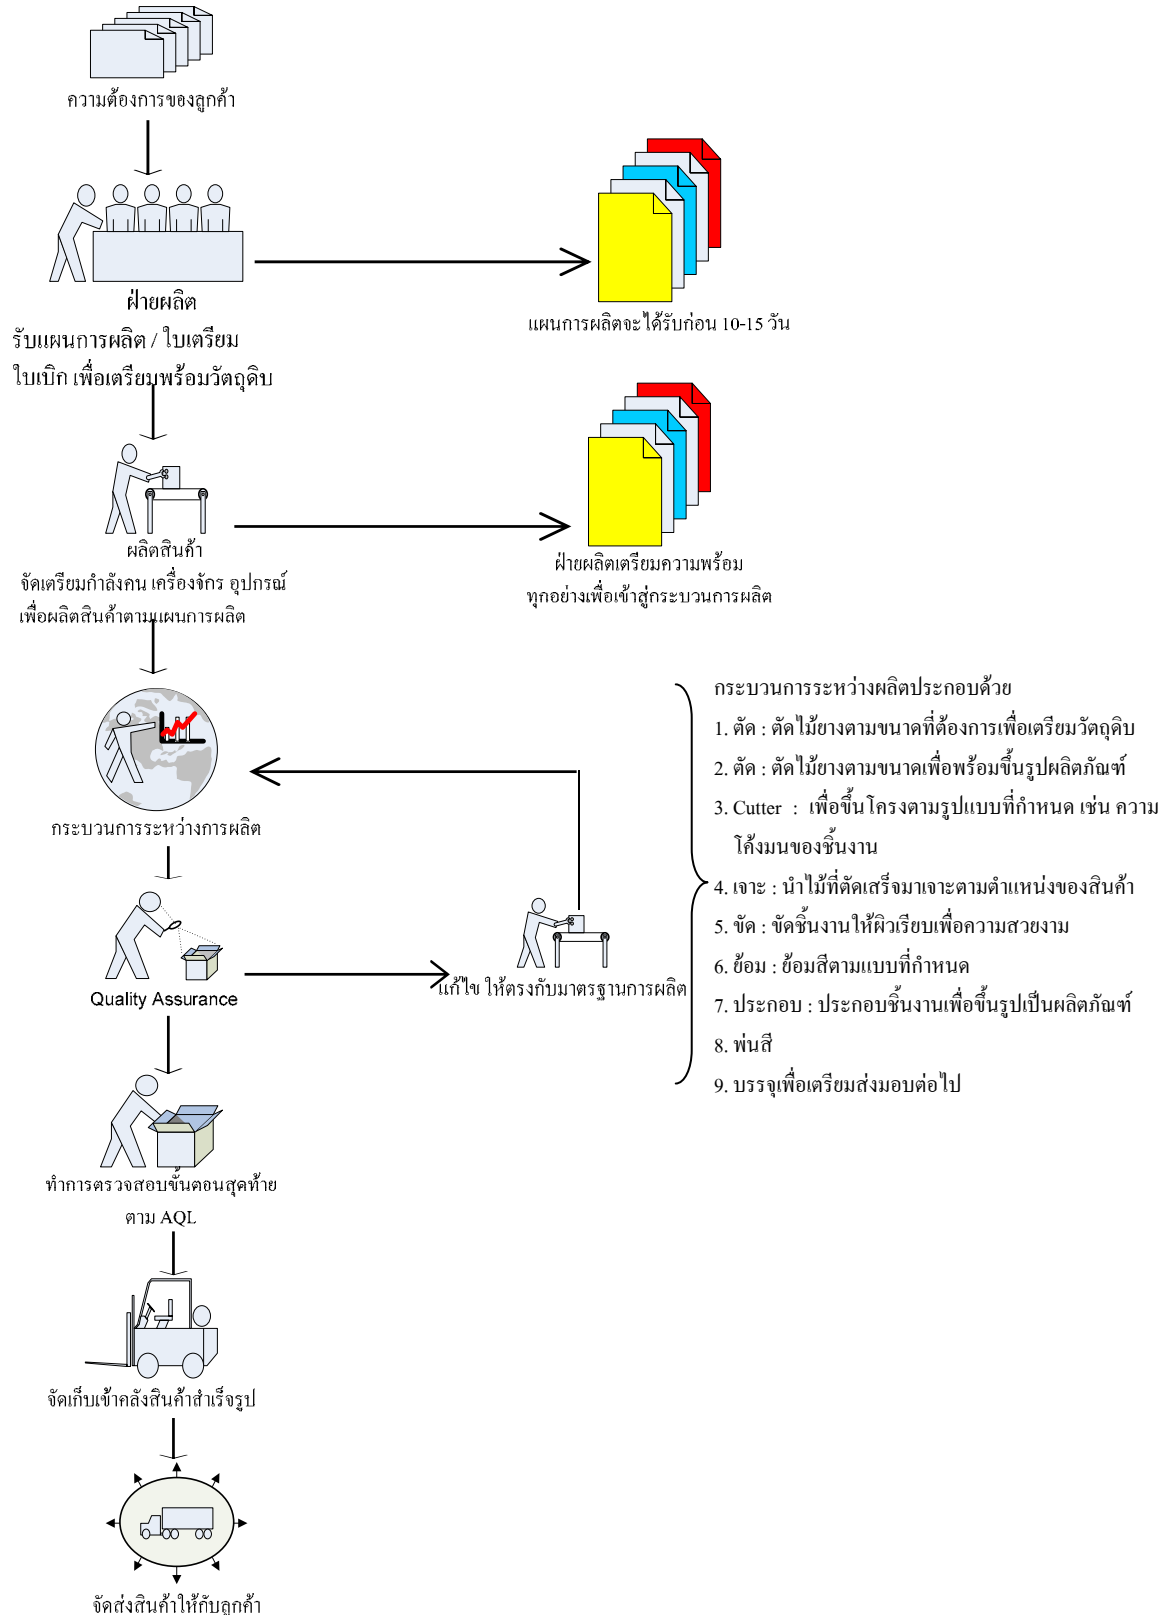 ความต้องการของลูกค้า
ฝ่ายผลิต
รับแผนการผลิต / ใบเตรียม
ใบเบิก เพื่อเตรียมพร้อมวัตถุดิบ
แผนการผลิตจะได้รับก่อน 10-15 วัน
ผลิตสินค้า
จัดเตรียมกำลังคน เครื่องจักร อุปกรณ์
เพื่อผลิตสินค้าตามแผนการผลิต
ฝ่ายผลิตเตรียมความพร้อม
ทุกอย่างเพื่อเข้าสู่กระบวนการผลิต
กระบวนการระหว่างการผลิต
กระบวนการระหว่างผลิตประกอบด้วย
1. ตัด : ตัดไม้ยางตามขนาดที่ต้องการเพื่อเตรียมวัตถุดิบ
2. ตัด : ตัดไม้ยางตามขนาดเพื่อพร้อมขึ้นรูปผลิตภัณฑ์
3. Cutter : เพื่อขึ้นโครงตามรูปแบบที่กำหนด เช่น ความ
โค้งมนของชิ้นงาน
4. เจาะ : นำไม้ที่ตัดเสร็จมาเจาะตามตำแหน่งของสินค้า
5. ขัด : ขัดชิ้นงานให้ผิวเรียบเพื่อความสวยงาม
6. ย้อม : ย้อมสีตามแบบที่กำหนด
7. ประกอบ : ประกอบชิ้นงานเพื่อขึ้นรูปเป็นผลิตภัณฑ์
8. พ่นสี
9. บรรจุเพื่อเตรียมส่งมอบต่อไป
Quality Assurance
แก้ไข ให้ตรงกับมาตรฐานการผลิต
ทำการตรวจสอบขั้นตอนสุดท้าย
ตาม AQL
จัดเก็บเข้าคลังสินค้าสำเร็จรูป
จัดส่งสินค้าให้กับลูกค้า